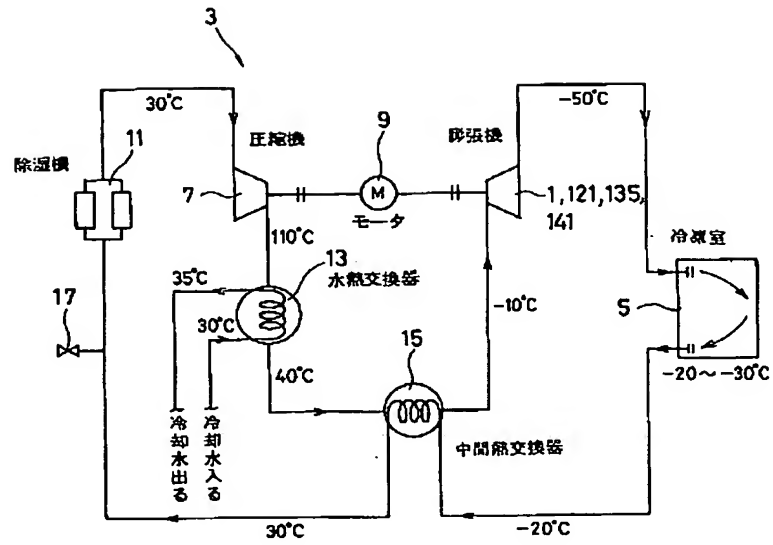 3
30°C
-50°C
11
除湿機
圧縮機
9
膨張機
7
M
モータ
1,121,135,
141
冷凍室
110°C
13
35°C
水熱交換器
17
30°C
-10°C
5
15
40°C
-20~-30°C
冷却水出る
冷却水入る
中間熱交換器
30°C
-20°C